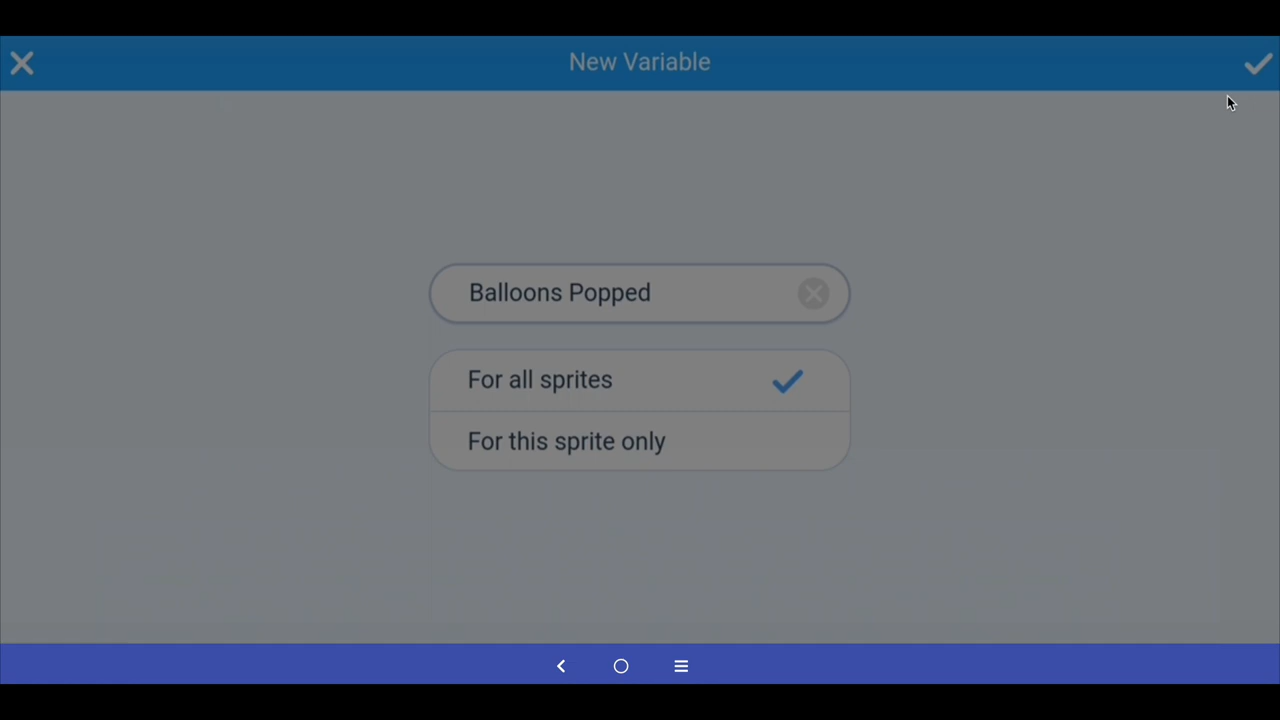 New Variable
Balloons Popped
For all sprites
For this sprite only